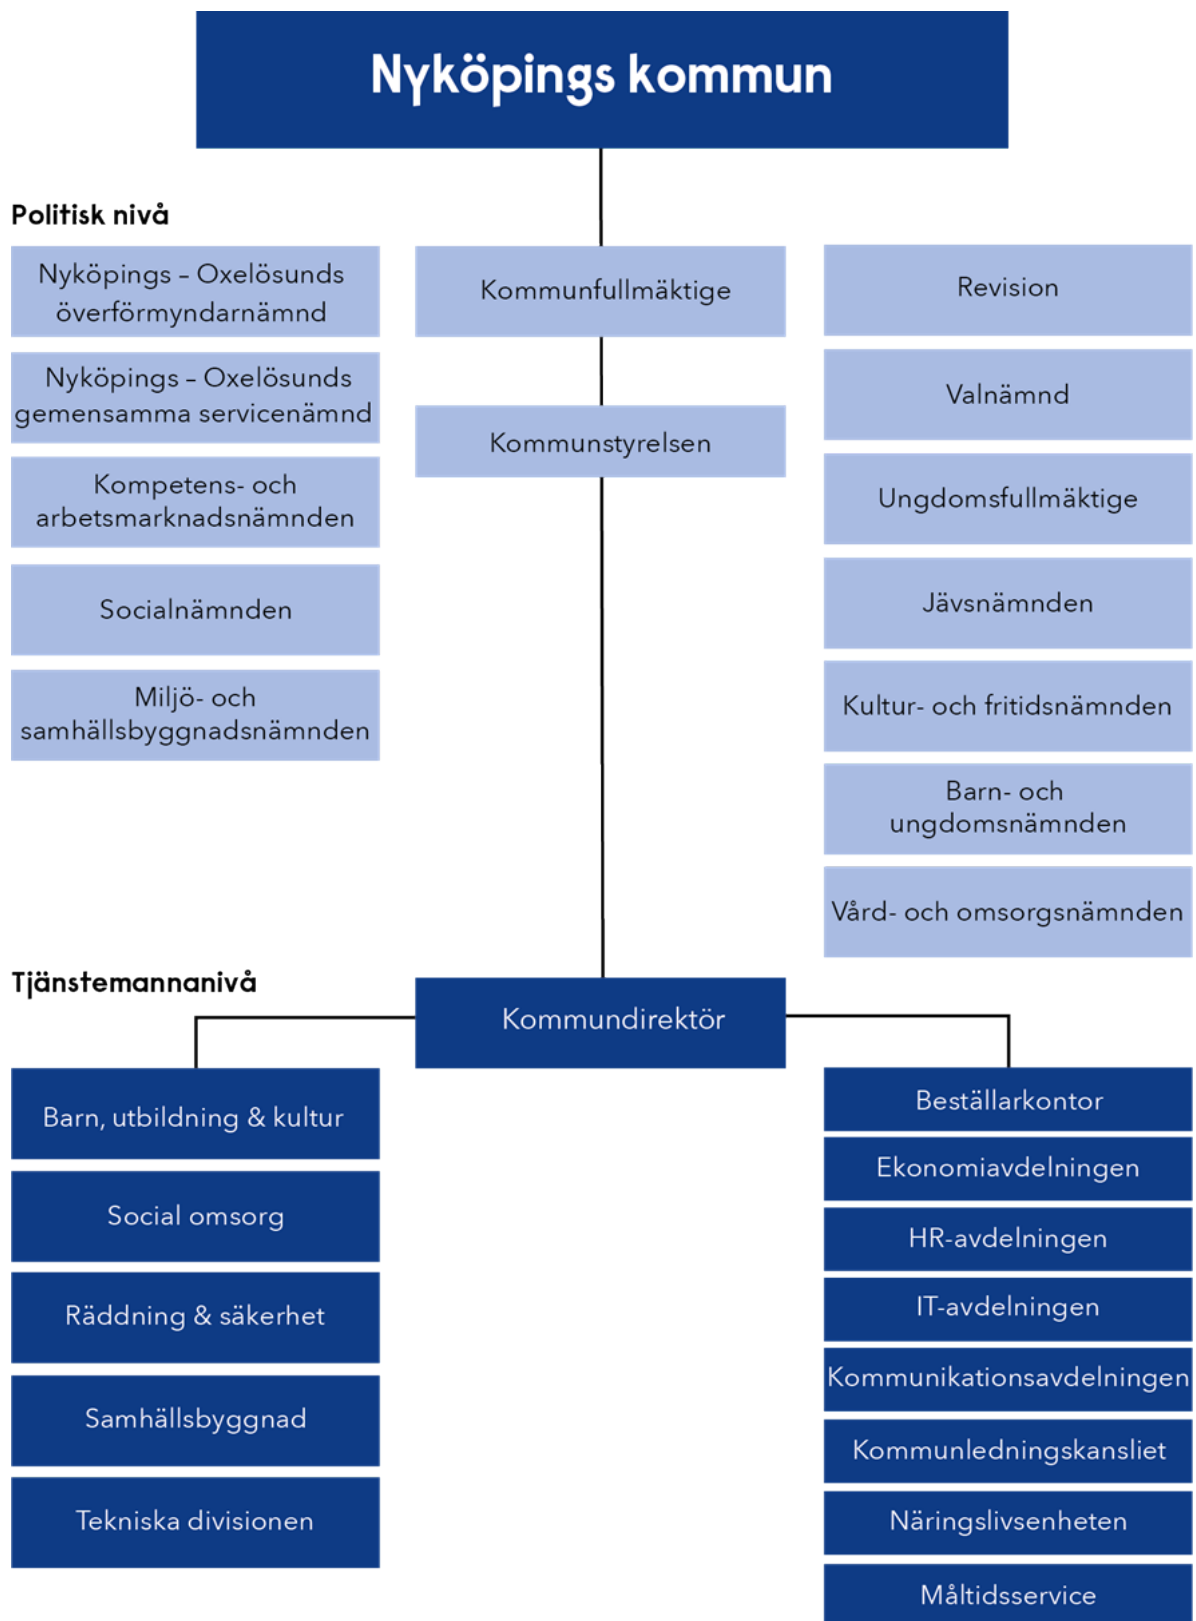 Nyköpings kommun
Politisk nivå
Nyköpings – Oxelösunds
överförmyndarnämnd
Nyköpings – Oxelösunds
gemensamma servicenämnd
Kompetens- och
arbetsmarknadsnämnden
Socialnämnden
Miljö- och
samhällsbyggnadsnämnden
Kommunfullmäktige
Kommunstyrelsen
Revision
Valnämnd
Ungdomsfullmäktige
Jävsnämnden
Kultur- och fritidsnämnden
Barn- och
ungdomsnämnden
Vård- och omsorgsnämnden
Tjänstemannanivå
Kommundirektör
Barn, utbildning & kultur
Social omsorg
Räddning & säkerhet
Samhällsbyggnad
Tekniska divisionen
Beställarkontor
Ekonomiavdelningen
HR-avdelningen
IT-avdelningen
Kommunikationsavdelningen
Kommunledningskansliet
Näringslivsenheten
Måltidsservice